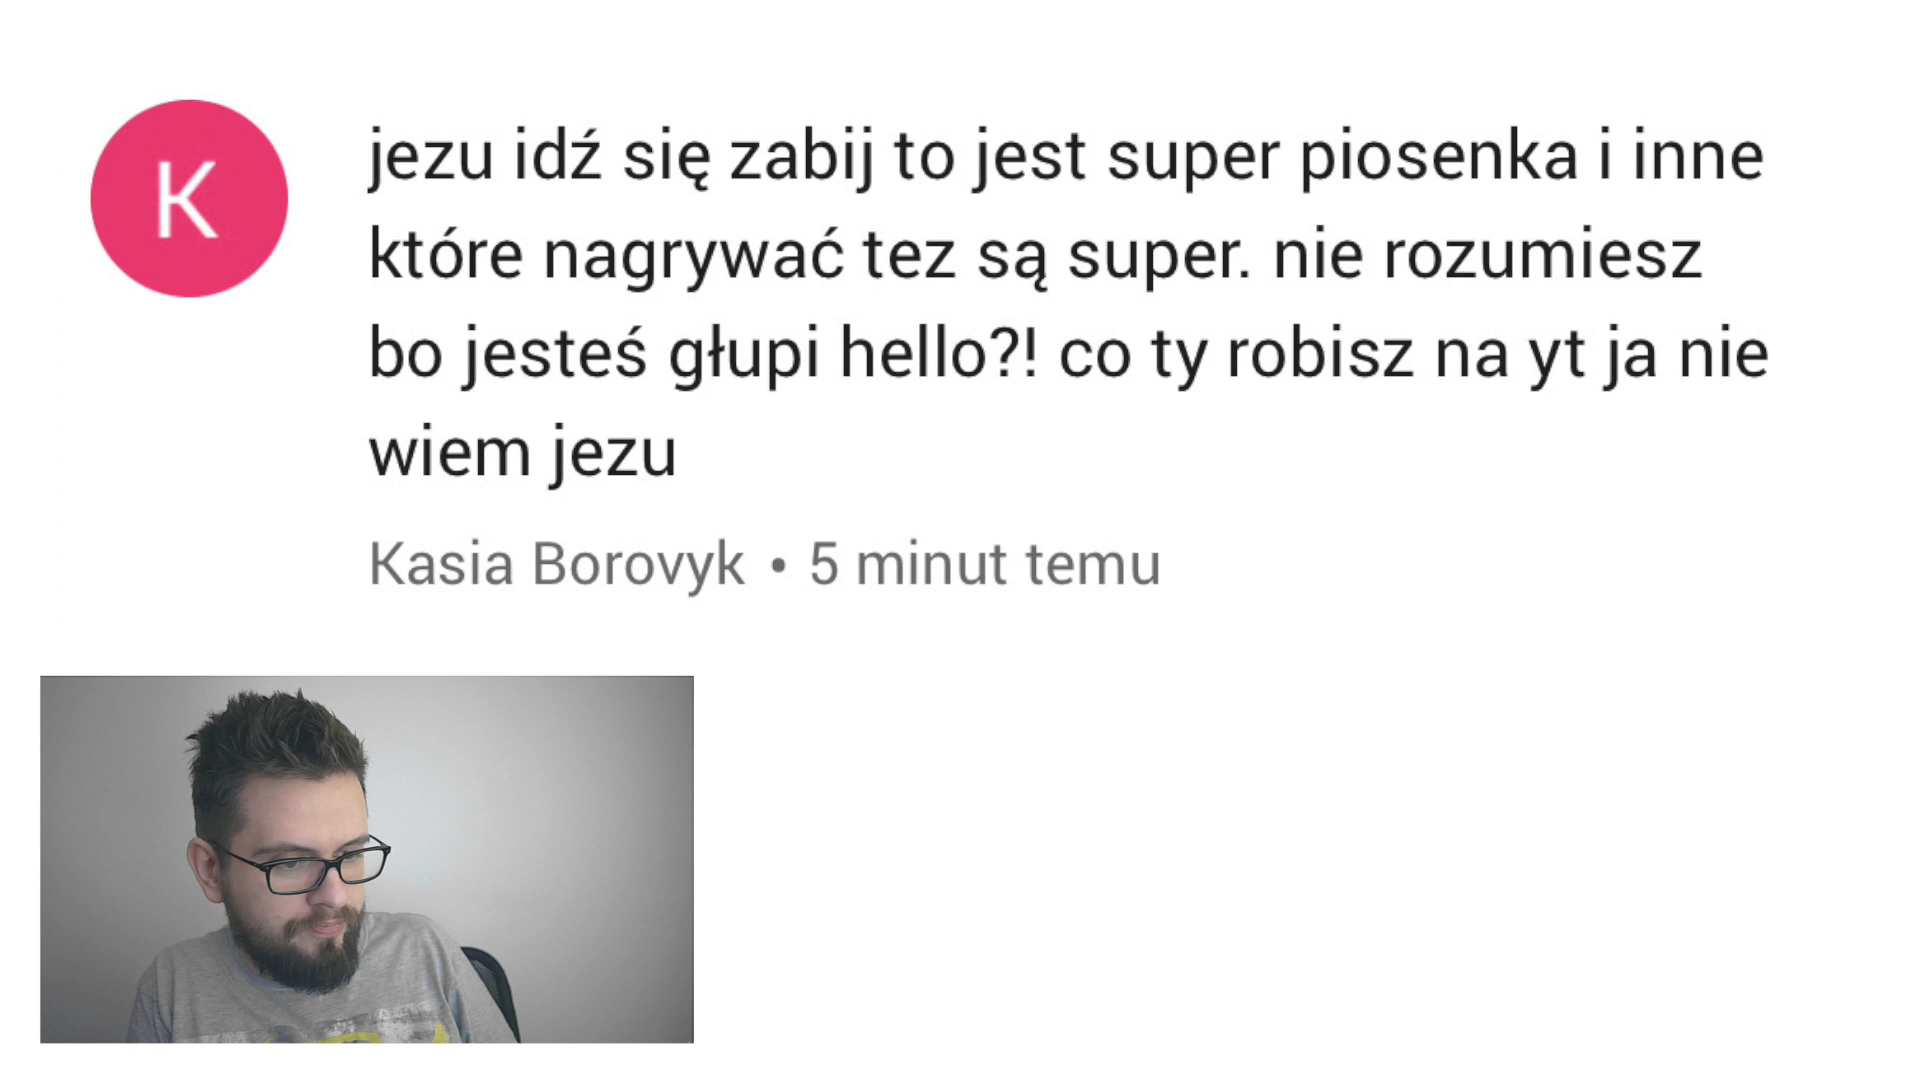 K
jezu idź się zabij to jest super piosenka i inne
które nagrywać tez są super. nie rozumiesz
bo jesteś głupi hello?! co ty robisz na yt ja nie
wiem jezu
Kasia Borovyk • 5 minut temu